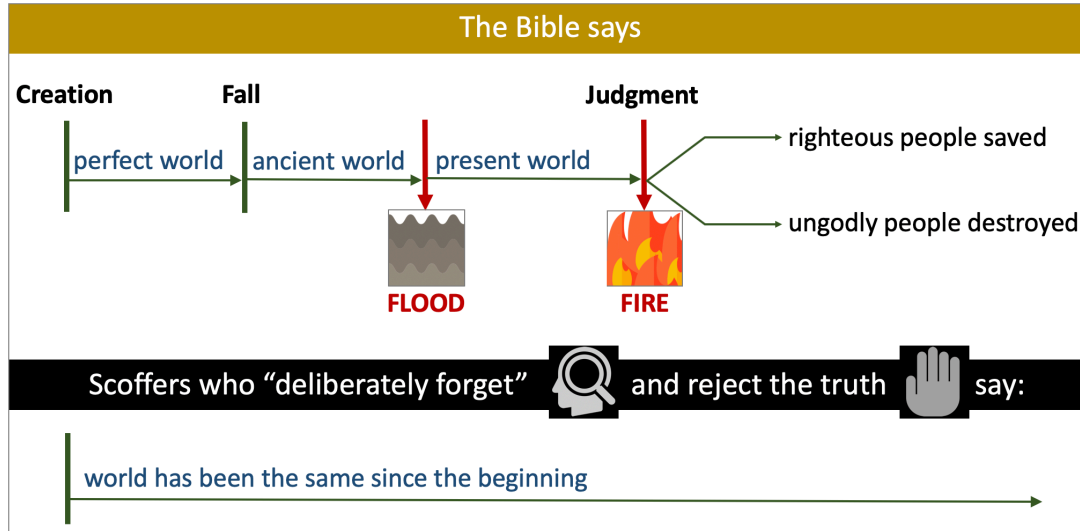 The Bible says
Creation Fall Judgment
perfect world ancient world present world
righteous people saved
ungodly people destroyed
FLOOD FIRE
Scoffers who “deliberately forget” and reject the truth say:
world has been the same since the beginning